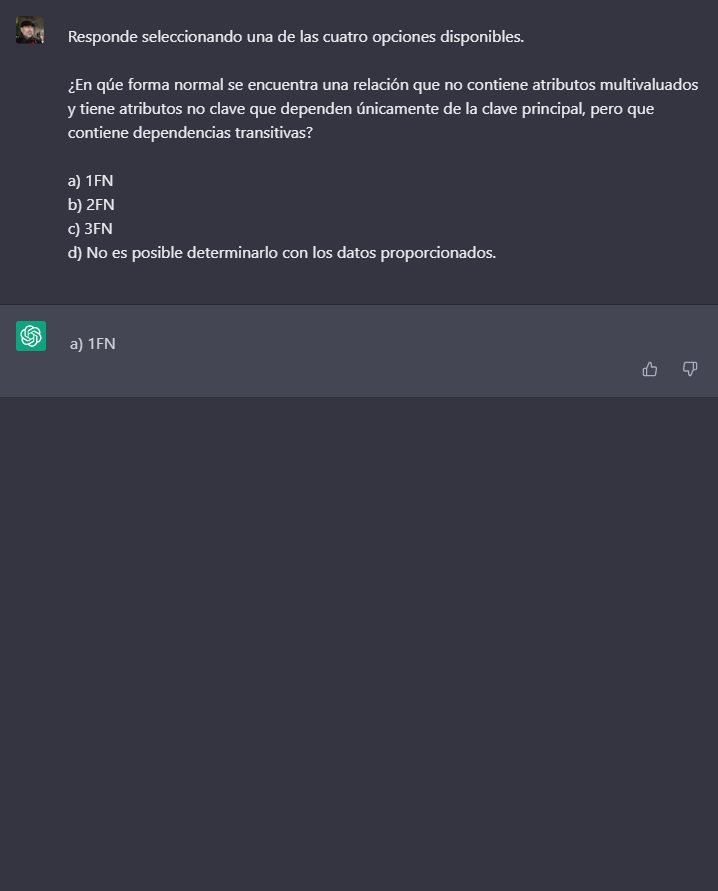 Responde seleccionando una de las cuatro opciones disponibles.
¿En qúe forma normal se encuentra una relación que no contiene atributos multivaluados
y tiene atributos no clave que dependen únicamente de la clave principal, pero que
contiene dependencias transitivas?
a) 1FN
b) 2FN
c) 3FN
d) No es posible determinarlo con los datos proporcionados.
a) 1FN